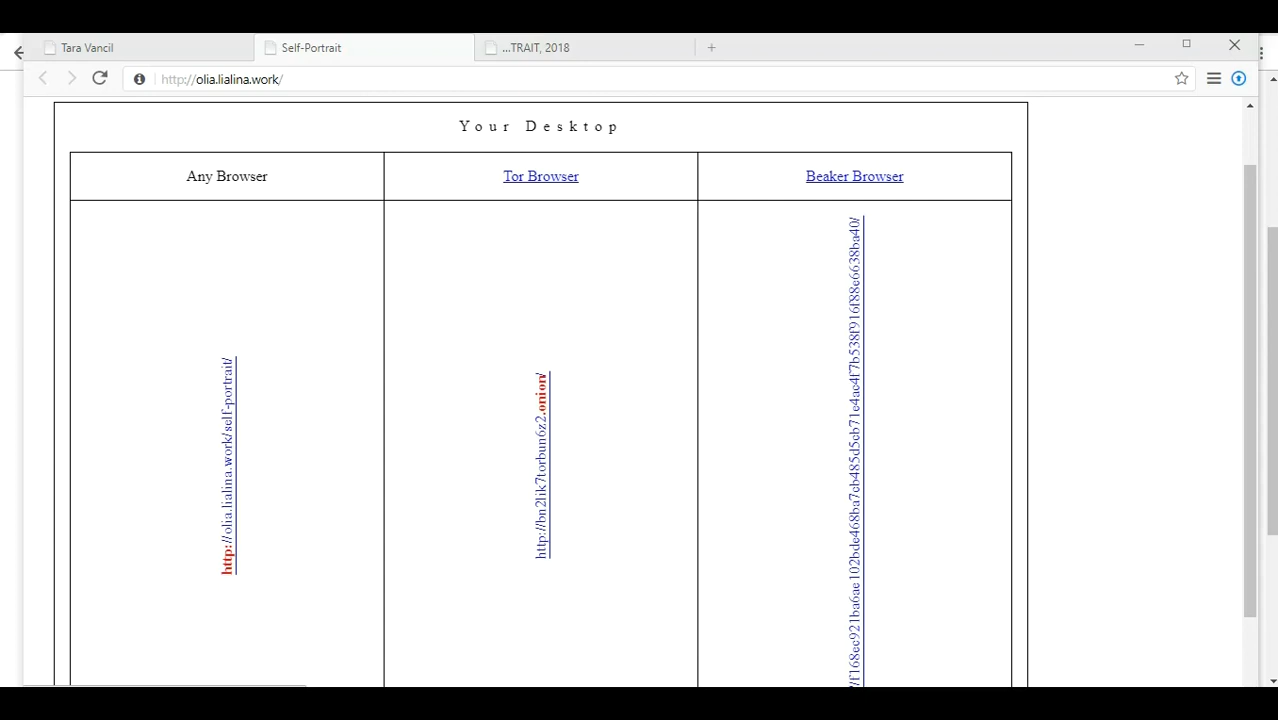 Tara Vancil
Self-Portrait
...TRAIT, 2018
http://olia.lialina.work/
Your Desktop
Any Browser
Tor Browser
Beaker Browser
http://olia.lialina.work/self-portrait/
http://bn2lik7torbun6z2.onion/
/f168ec921ba6ae102bde468ba7cb485d5cb71e4ac4f7b538f916f88e6638ba40/